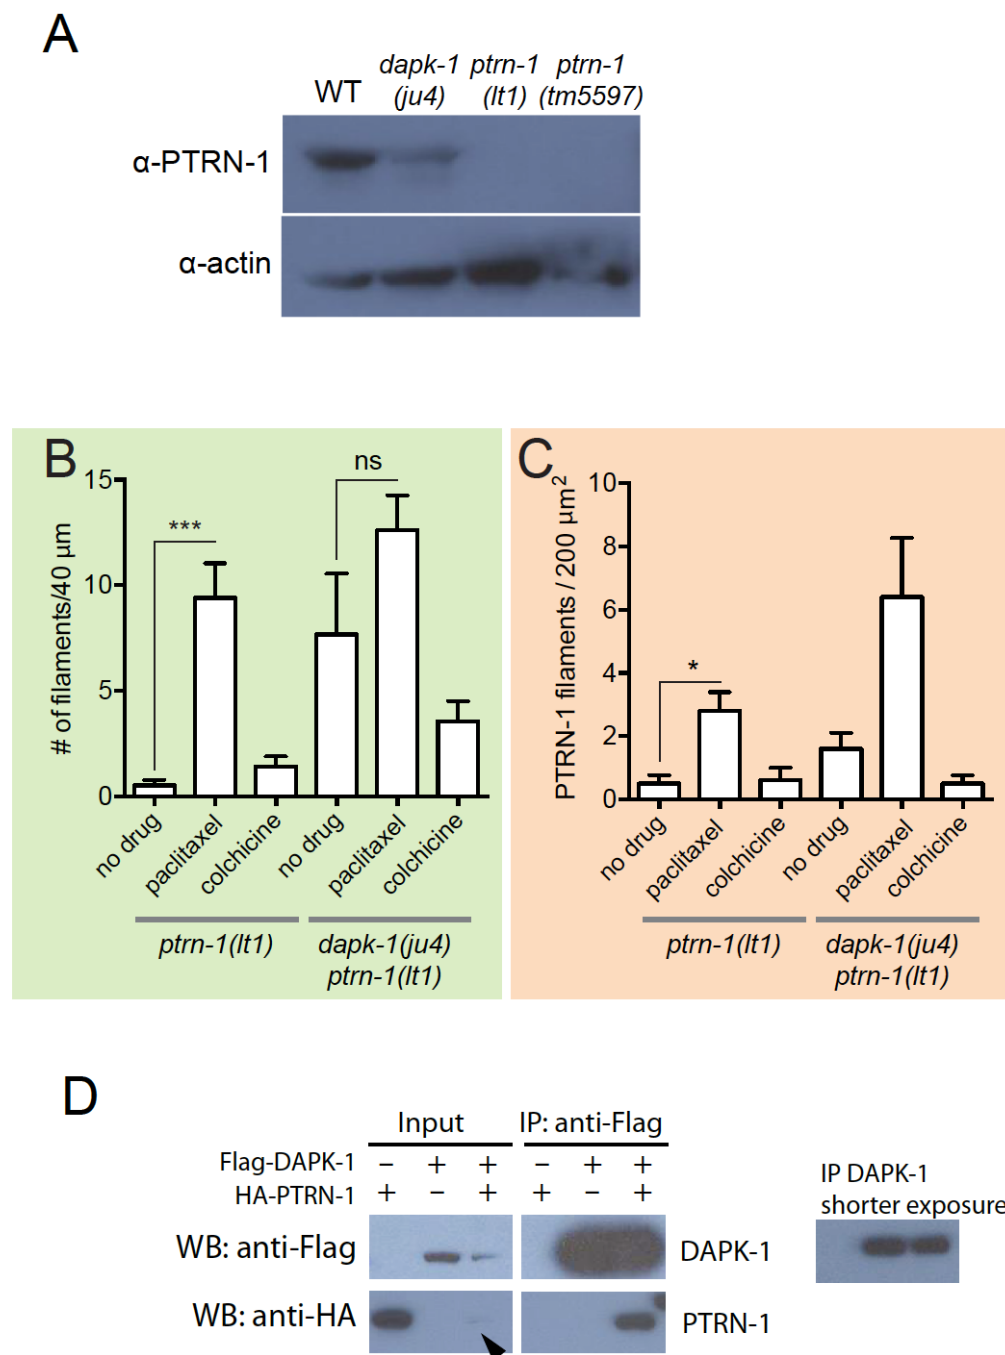 A
WT
dapk-1
(ju4)
ptrn-1
(lt1)
ptrn-1
(tm5597)
α-PTRN-1
α-actin
B
# of filaments/40 µm
15
10
5
0
***
ns
no drug
paclitaxel
colchicine
no drug
paclitaxel
colchicine
ptrn-1(lt1)
dapk-1(ju4)
ptrn-1(lt1)
C
PTRN-1 filaments / 200 µm²
10
8
6
4
2
0
*
no drug
paclitaxel
colchicine
no drug
paclitaxel
colchicine
ptrn-1(lt1)
dapk-1(ju4)
ptrn-1(lt1)
D
Input
IP: anti-Flag
Flag-DAPK-1 – + + – + +
HA-PTRN-1 + – + + – +
WB: anti-Flag
DAPK-1
WB: anti-HA
PTRN-1
IP DAPK-1
shorter exposure